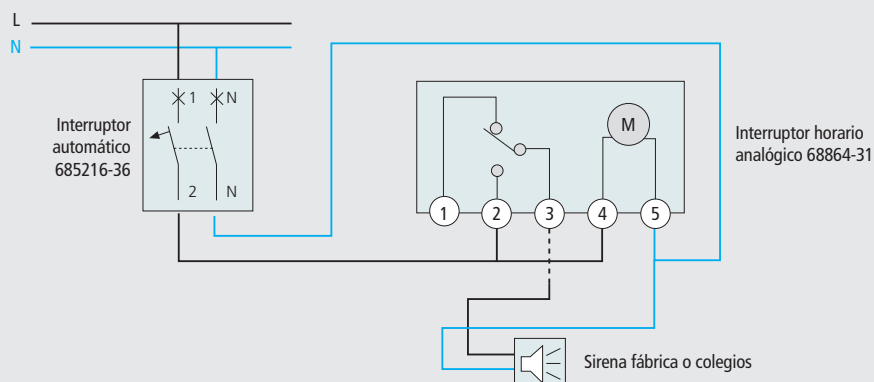 L
N
1 N
Interruptor
automático
685216-36
2 N
M
1 2 3 4 5
Interruptor horario
analógico 68864-31
Sirena fábrica o colegios